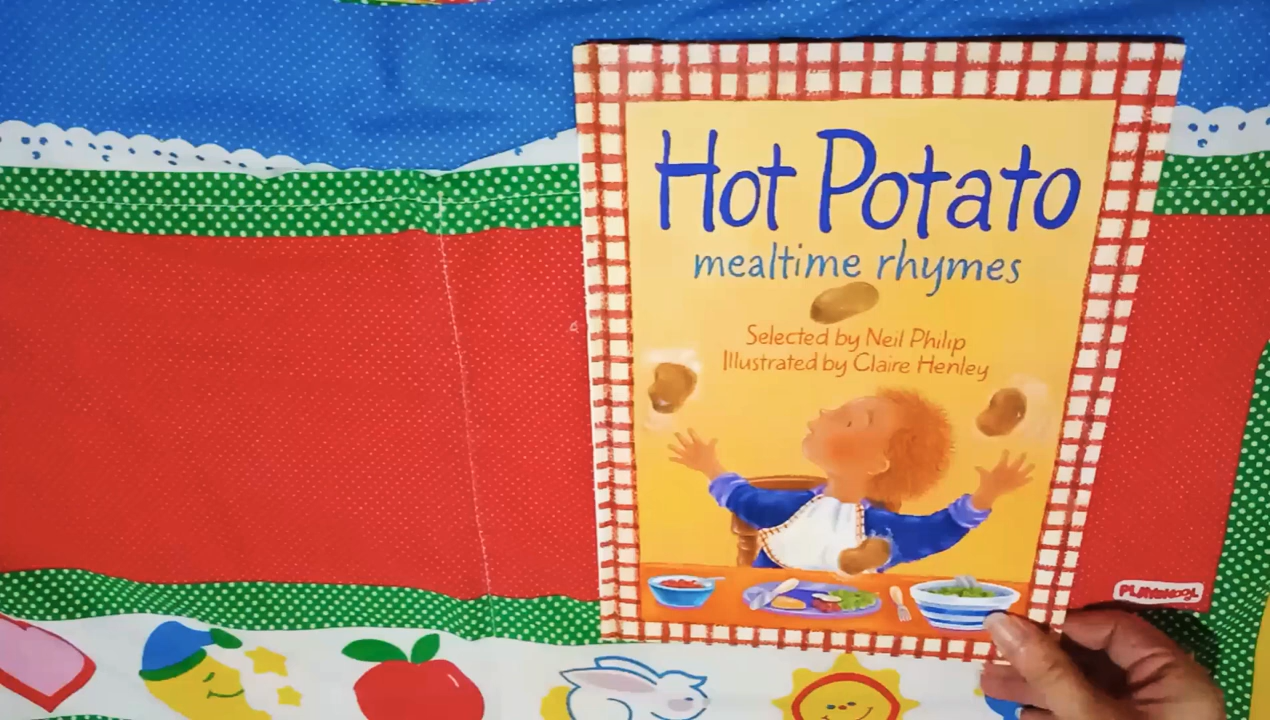 Hot Potato
mealtime rhymes
Selected by Neil Philip
Illustrated by Claire Henley
PLAYSKOOL